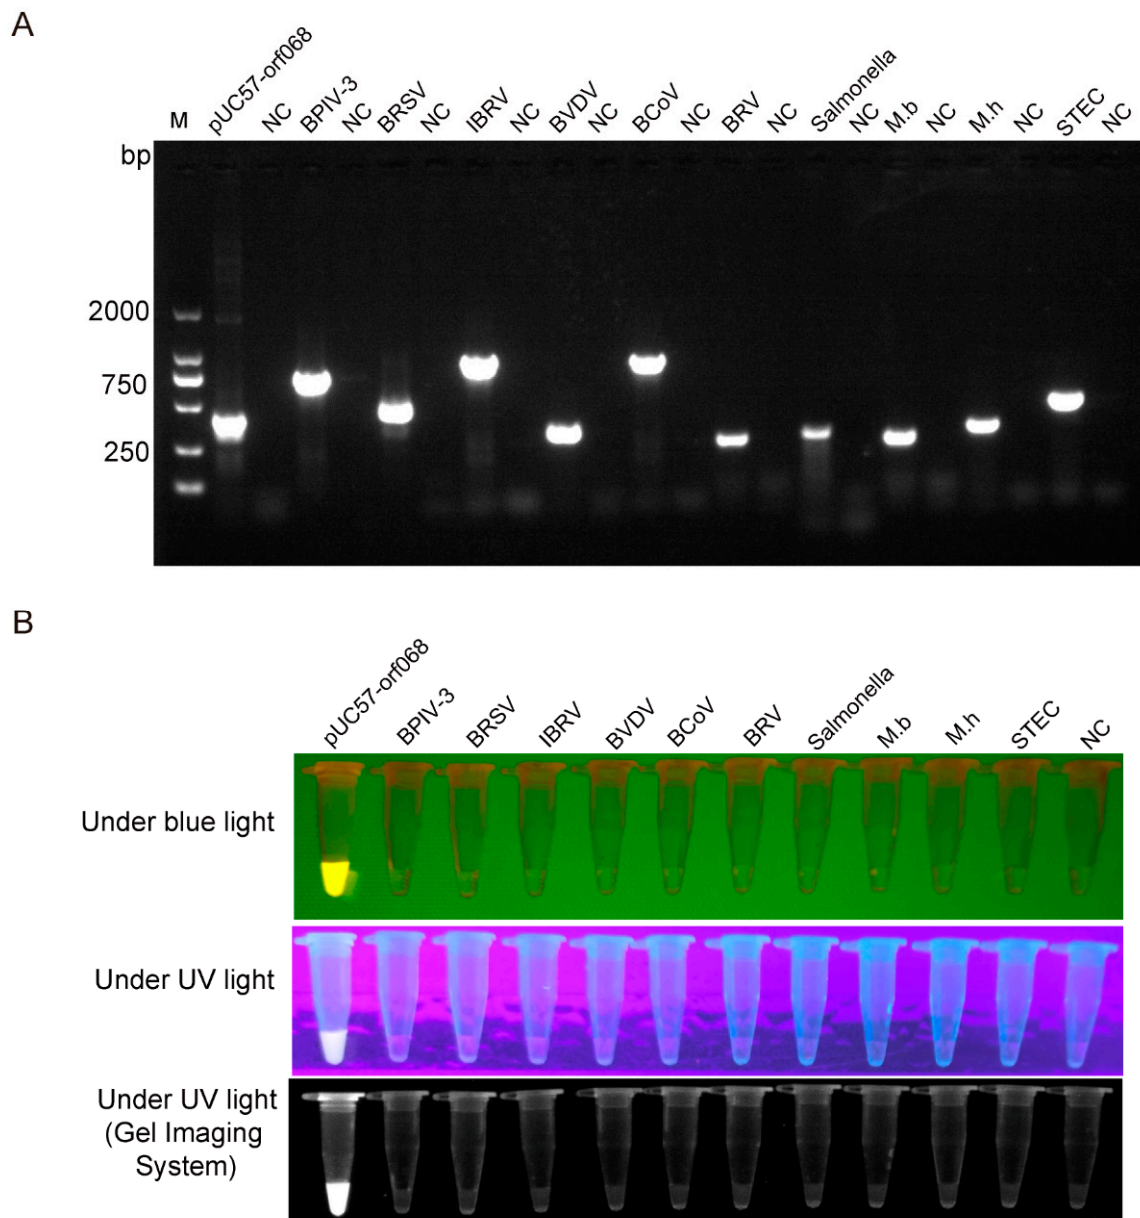 A
M pUC57-orf068 NC BPIV-3 NC BRSV NC IBRV NC BVDV NC BCoV NC BRV NC Salmonella NC M.b NC M.h NC STEC NC
bp
2000
750
250
B
pUC57-orf068 BPIV-3 BRSV IBRV BVDV BCoV BRV Salmonella M.b M.h STEC NC
Under blue light
Under UV light
Under UV light
(Gel Imaging
System)